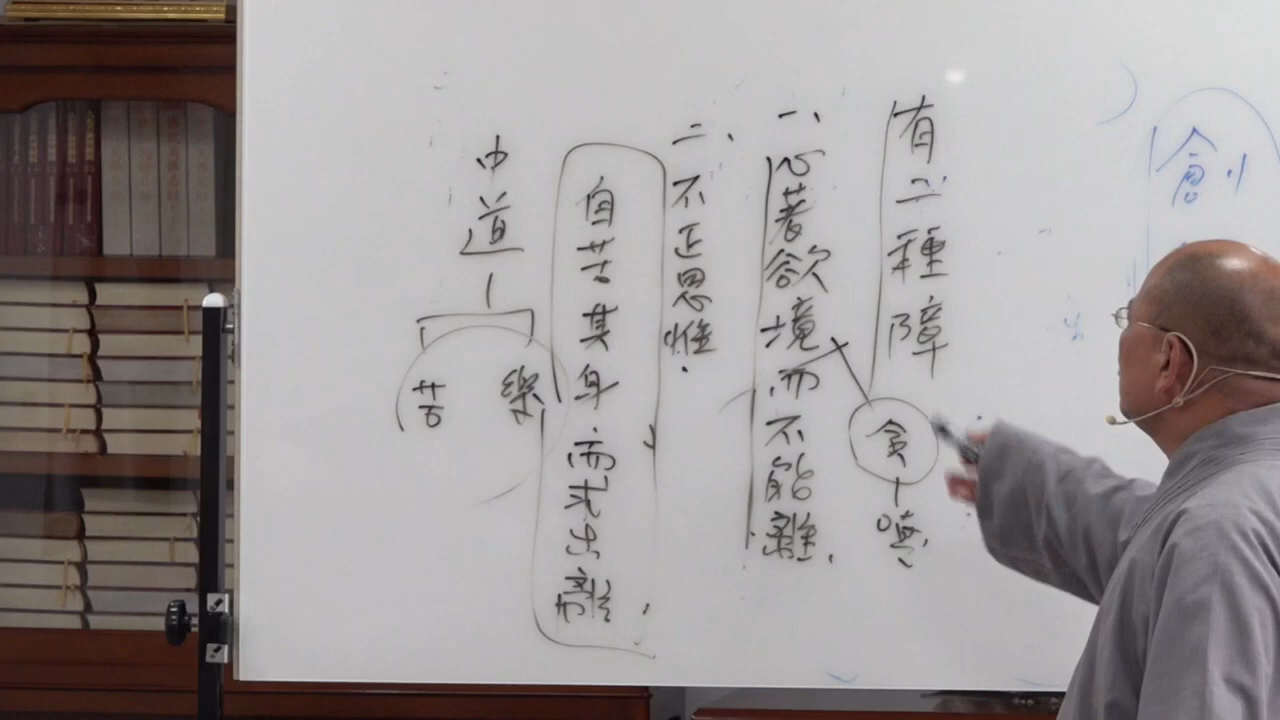 創
有二種障
貪
嗔
一、心著欲境而不能離.
二、不正思惟.
自苦其身而求出離.
中道
樂
苦